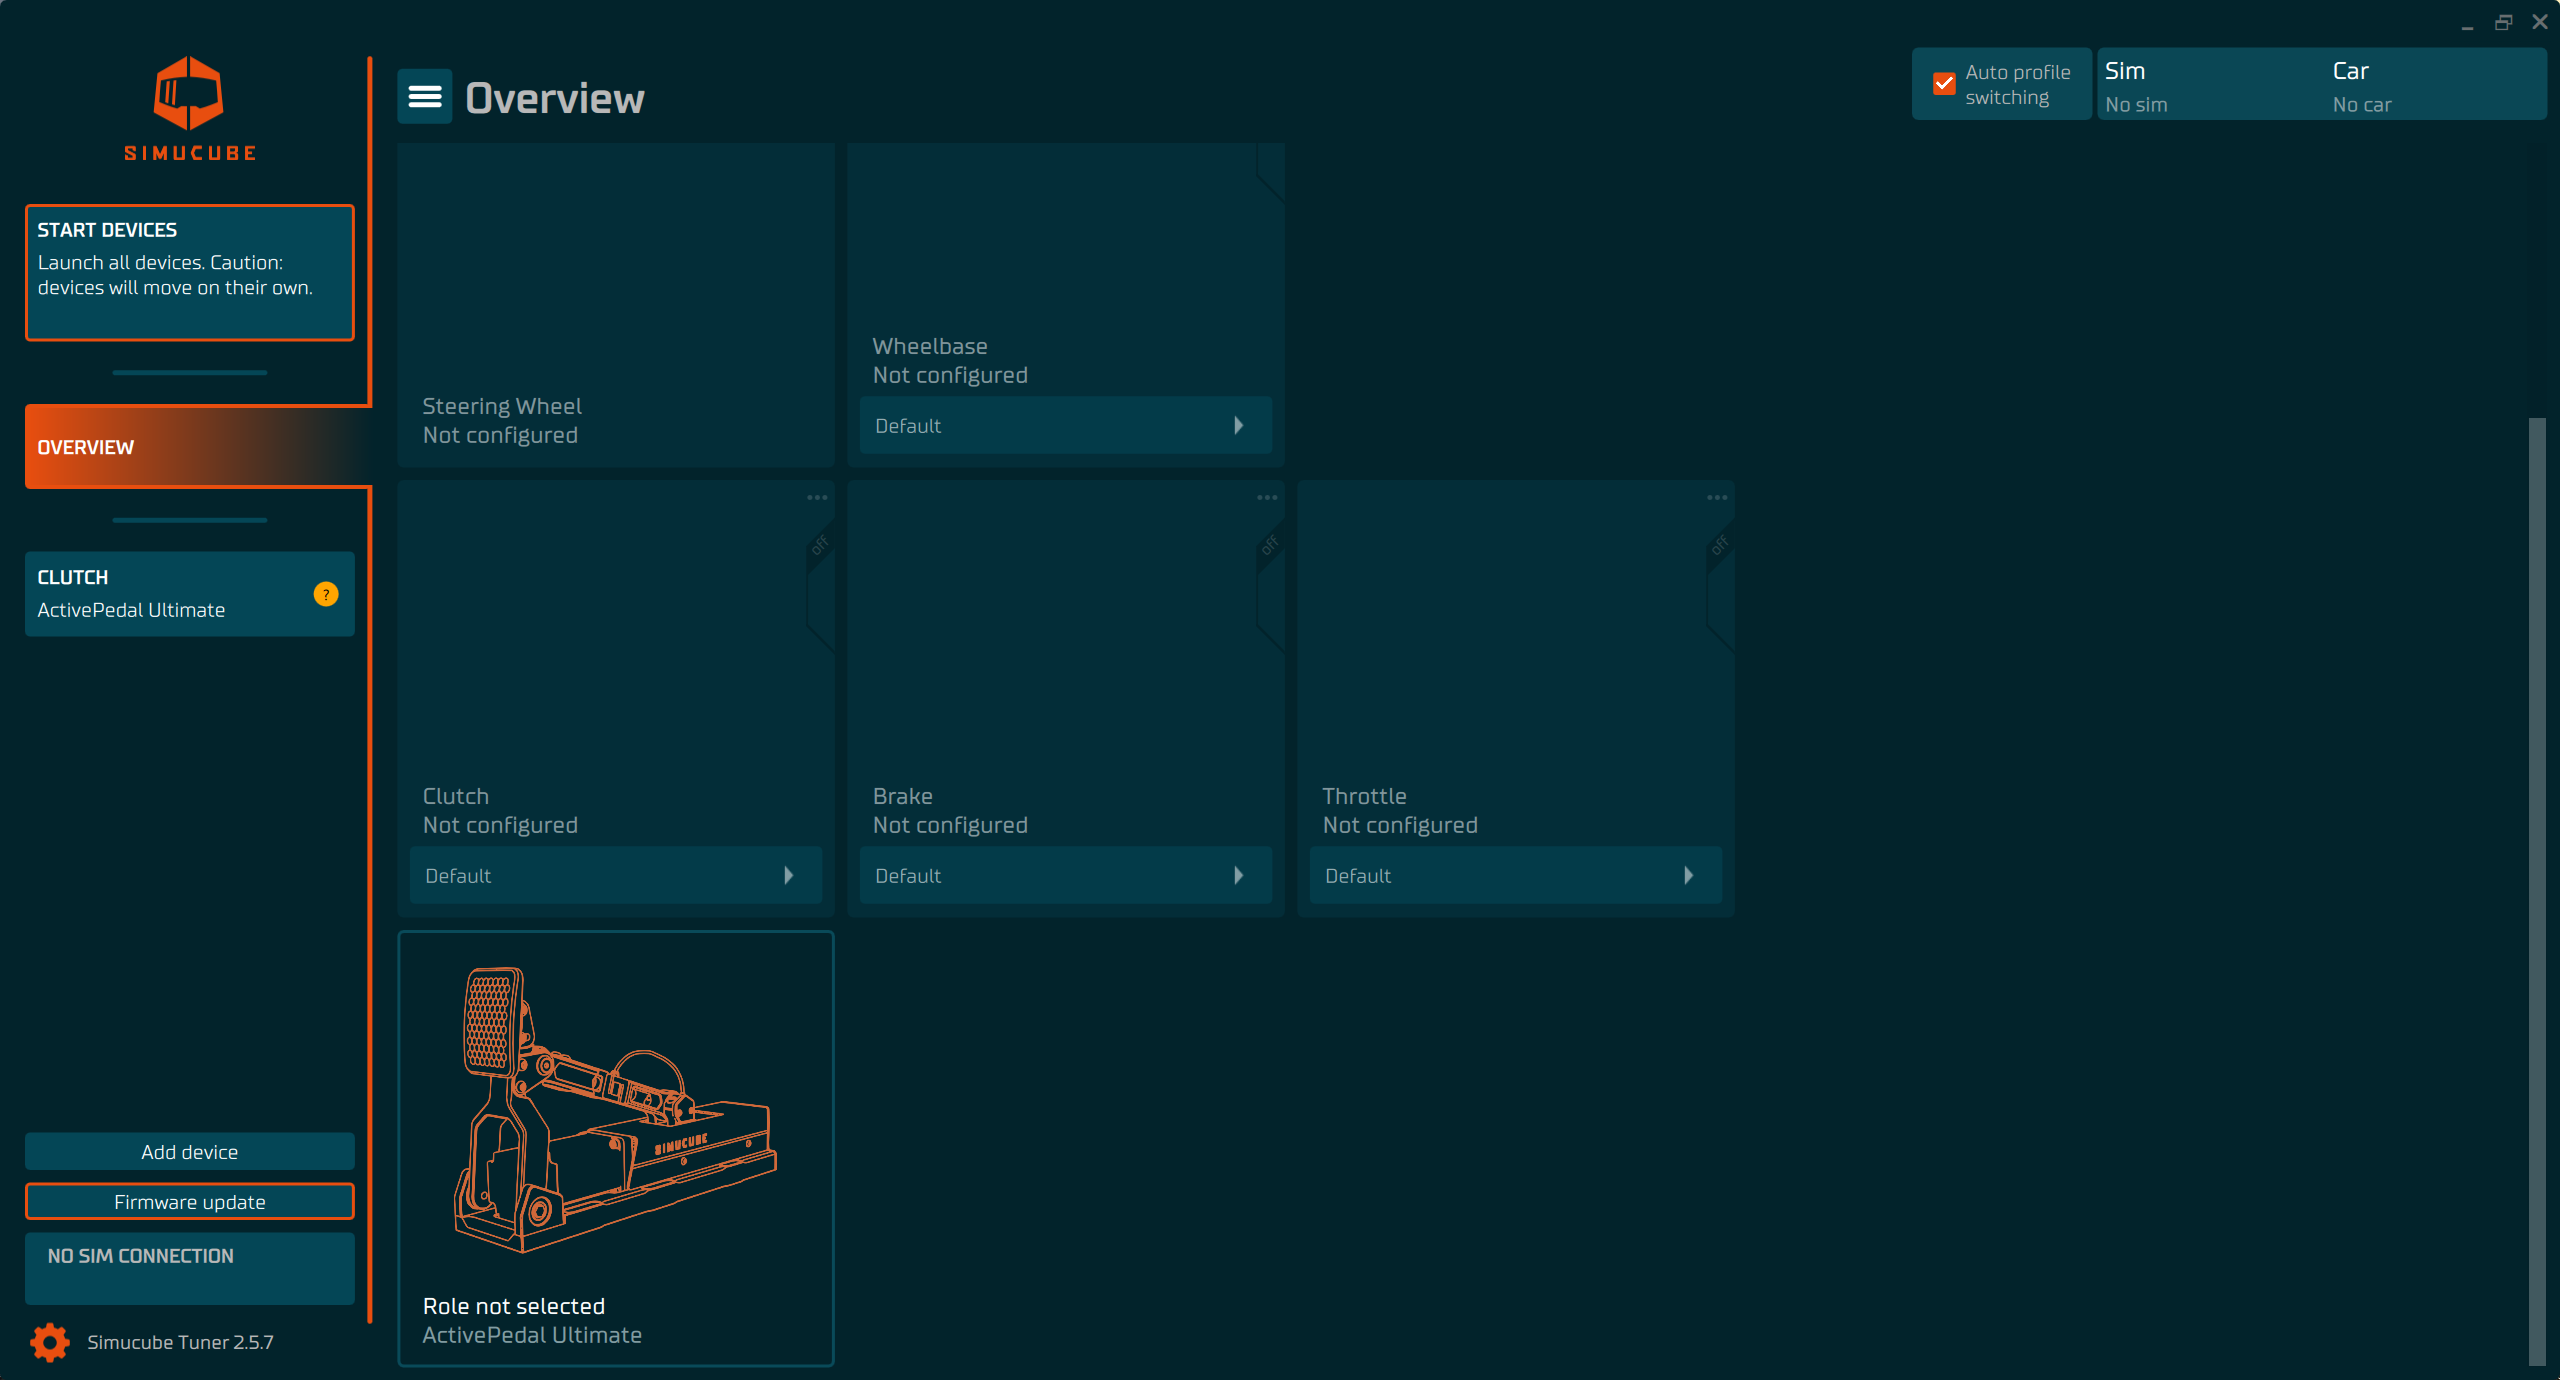 SIMUCUBE
START DEVICES
Launch all devices. Caution:
devices will move on their own.
OVERVIEW
CLUTCH
ActivePedal Ultimate
?
Add device
Firmware update
NO SIM CONNECTION
Simucube Tuner 2.5.7
Overview
Auto profile
switching
Sim
No sim
Car
No car
Steering Wheel
Not configured
Wheelbase
Not configured
Default
off
Clutch
Not configured
Default
off
Brake
Not configured
Default
off
Throttle
Not configured
Default
SIMUCUBE
Role not selected
ActivePedal Ultimate